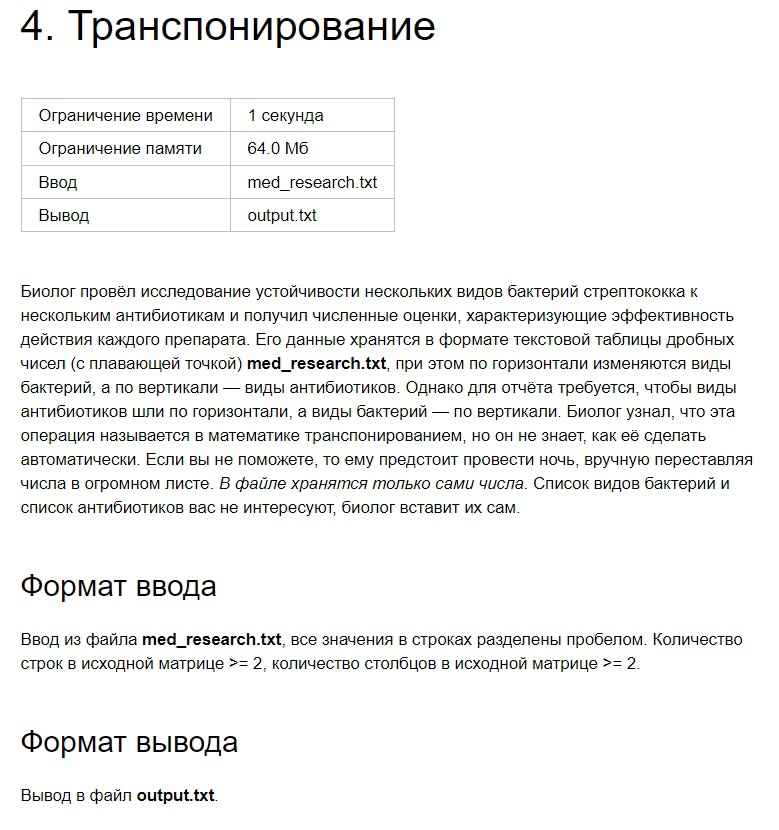 4. Транспонирование
Ограничение времени 1 секунда
Ограничение памяти 64.0 Мб
Ввод med_research.txt
Вывод output.txt
Биолог провёл исследование устойчивости нескольких видов бактерий стрептококка к
нескольким антибиотикам и получил численные оценки, характеризующие эффективность
действия каждого препарата. Его данные хранятся в формате текстовой таблицы дробных
чисел (с плавающей точкой) med_research.txt, при этом по горизонтали изменяются виды
бактерий, а по вертикали — виды антибиотиков. Однако для отчёта требуется, чтобы виды
антибиотиков шли по горизонтали, а виды бактерий — по вертикали. Биолог узнал, что эта
операция называется в математике транспонированием, но он не знает, как её сделать
автоматически. Если вы не поможете, то ему предстоит провести ночь, вручную переставляя
числа в огромном листе. В файле хранятся только сами числа. Список видов бактерий и
список антибиотиков вас не интересуют, биолог вставит их сам.
Формат ввода
Ввод из файла med_research.txt, все значения в строках разделены пробелом. Количество
строк в исходной матрице >= 2, количество столбцов в исходной матрице >= 2.
Формат вывода
Вывод в файл output.txt.